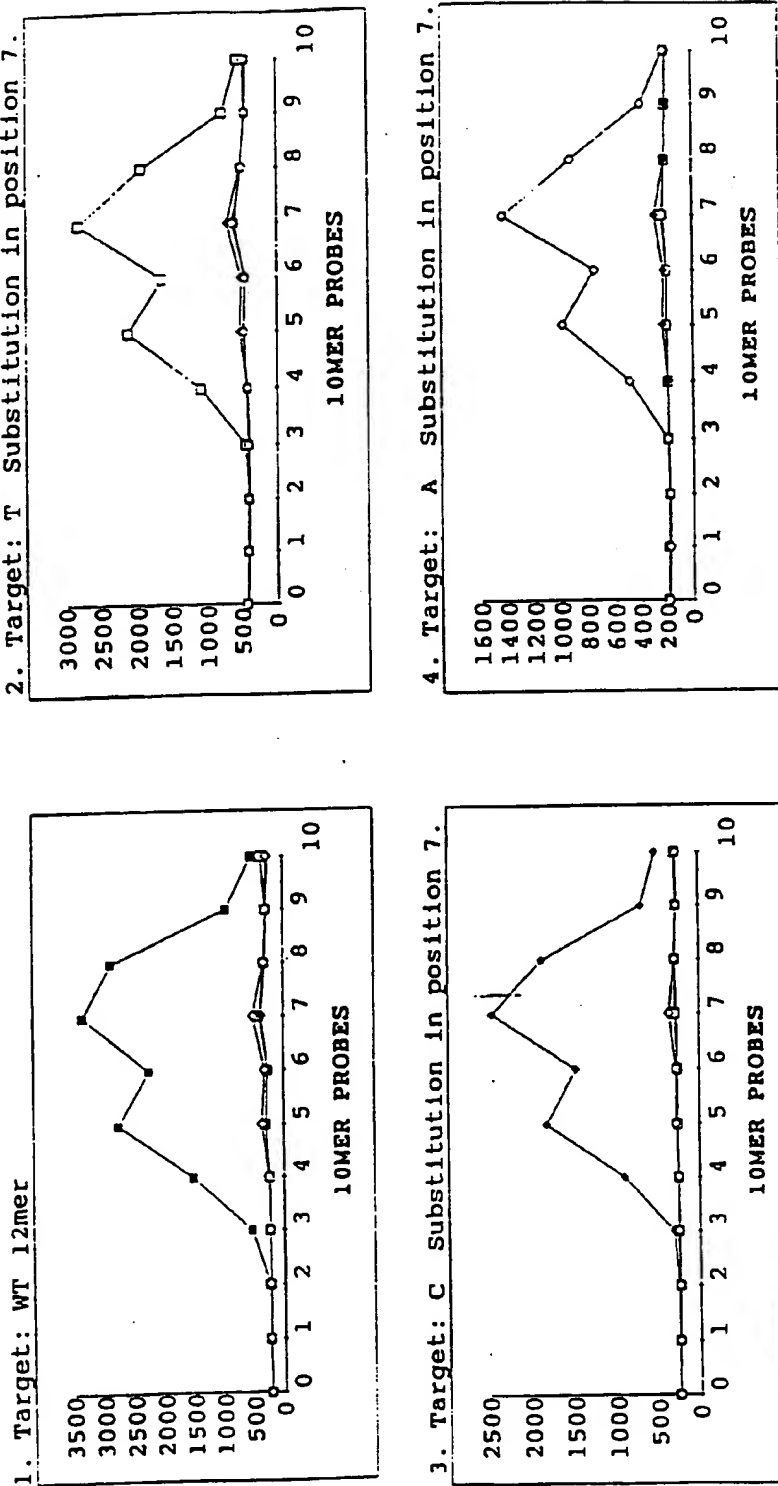 1. Target: WT 12mer
3500
3000
2500
2000
1500
1000
500
0
0 1 2 3 4 5 6 7 8 9 10
10MER PROBES
2. Target: T Substitution in position 7.
3000
2500
2000
1500
1000
500
0
0 1 2 3 4 5 6 7 8 9 10
10MER PROBES
3. Target: C Substitution in position 7.
2500
2000
1500
1000
500
0
0 1 2 3 4 5 6 7 8 9 10
10MER PROBES
4. Target: A Substitution in position 7.
1600
1400
1200
1000
800
600
400
200
0
0 1 2 3 4 5 6 7 8 9 10
10MER PROBES